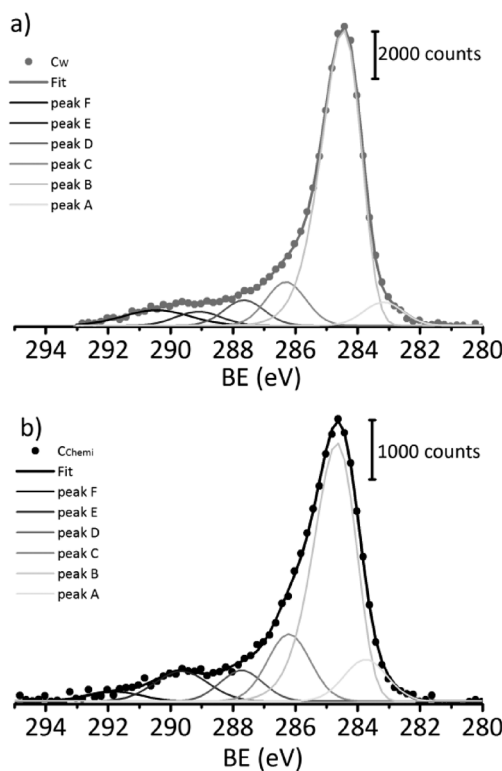 a)
Cw
Fit
peak F
peak E
peak D
peak C
peak B
peak A
2000 counts
294 292 290 288 286 284 282 280
BE (eV)
b)
CChemi
Fit
peak F
peak E
peak D
peak C
peak B
peak A
1000 counts
294 292 290 288 286 284 282 280
BE (eV)